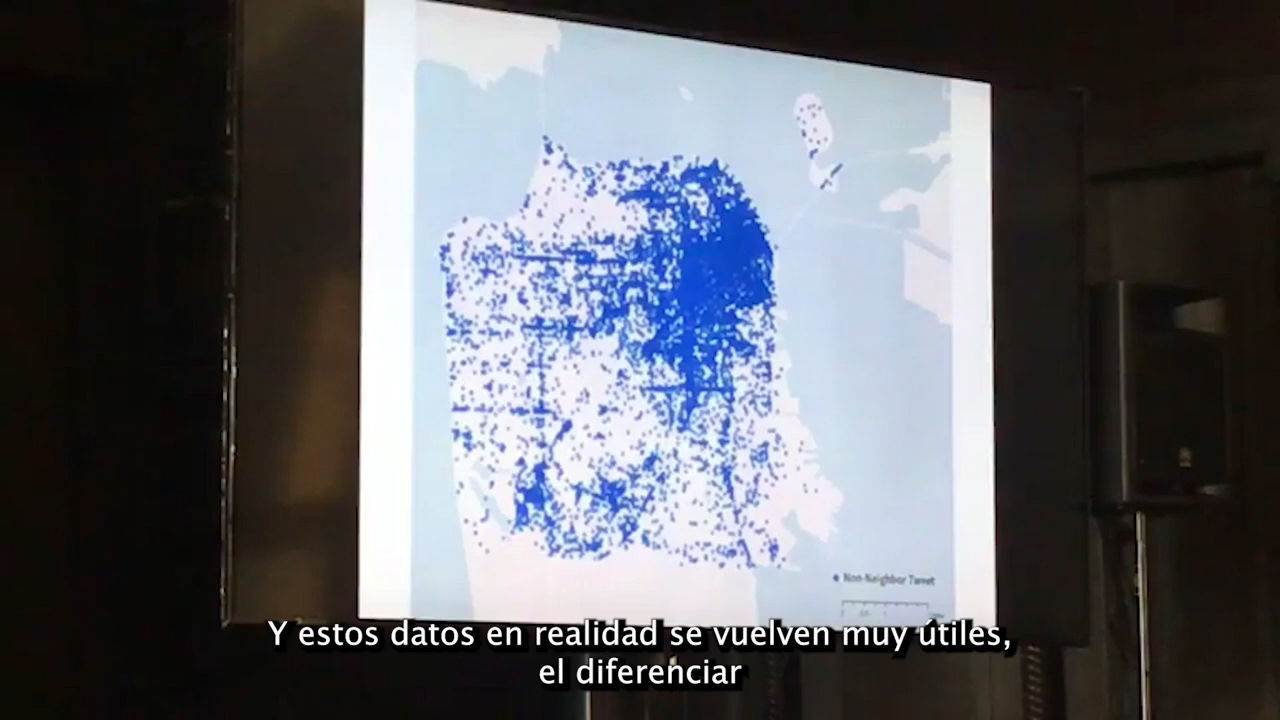 Non-Neighbor Tweet
Y estos datos en realidad se vuelven muy útiles,
el diferenciar